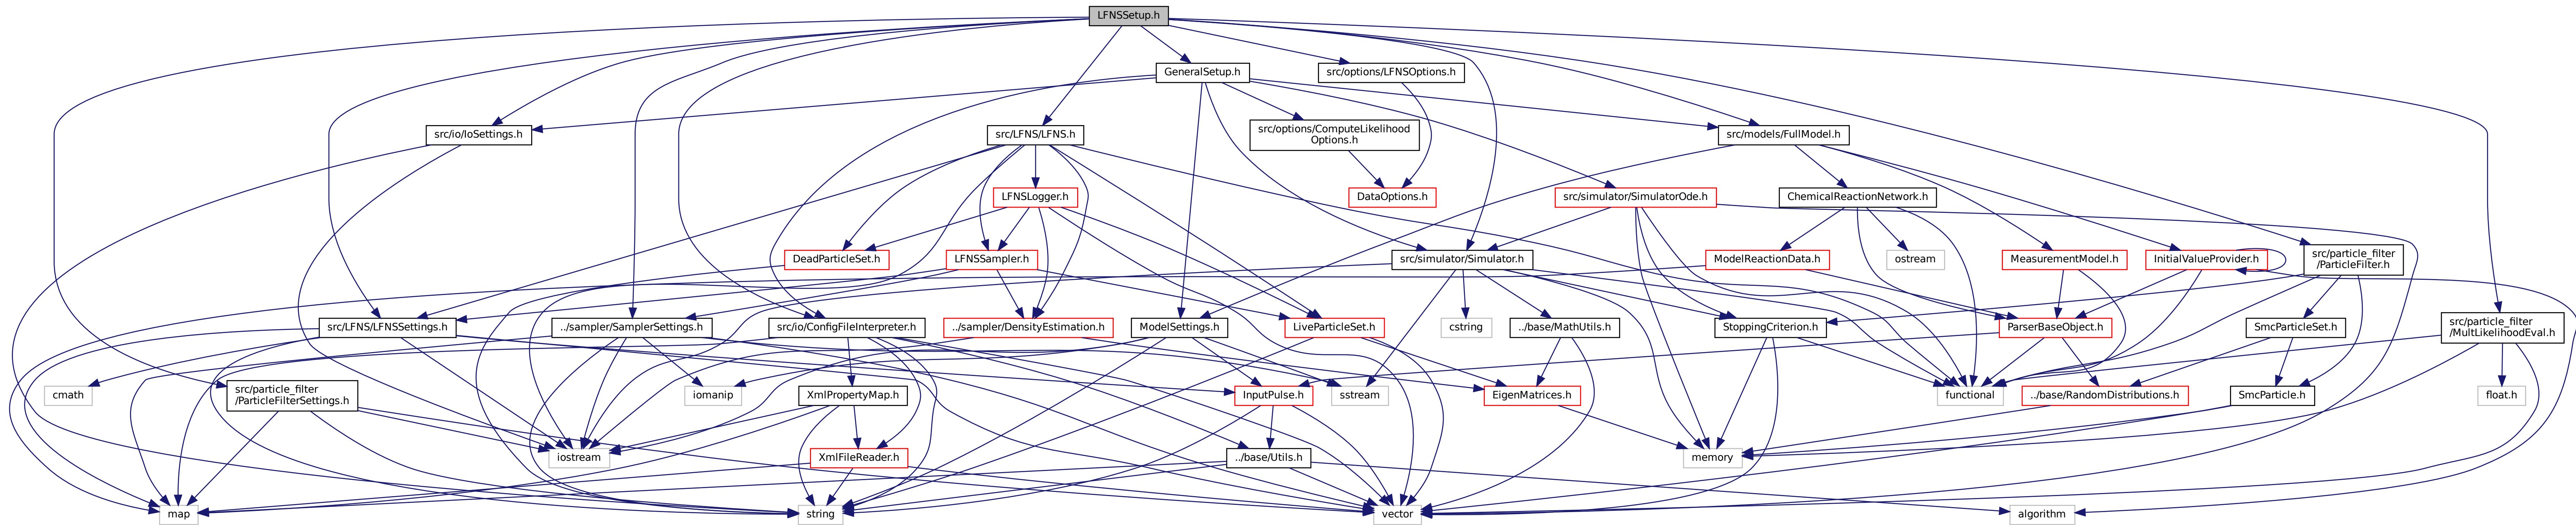 LFNSSetup.h
GeneralSetup.h
src/options/LFNSOptions.h
src/io/IoSettings.h
src/LFNS/LFNS.h
src/options/ComputeLikelihood
Options.h
src/models/FullModel.h
LFNSLogger.h
DataOptions.h
src/simulator/SimulatorOde.h
ChemicalReactionNetwork.h
DeadParticleSet.h
LFNSSampler.h
src/simulator/Simulator.h
ModelReactionData.h
ostream
MeasurementModel.h
InitialValueProvider.h
src/particle_filter
/ParticleFilter.h
src/LFNS/LFNSSettings.h
../sampler/SamplerSettings.h
src/io/ConfigFileInterpreter.h
../sampler/DensityEstimation.h
ModelSettings.h
LiveParticleSet.h
cstring
../base/MathUtils.h
StoppingCriterion.h
ParserBaseObject.h
SmcParticleSet.h
src/particle_filter
/MultLikelihoodEval.h
cmath
src/particle_filter
/ParticleFilterSettings.h
iomanip
XmlPropertyMap.h
InputPulse.h
sstream
EigenMatrices.h
functional
../base/RandomDistributions.h
SmcParticle.h
float.h
iostream
XmlFileReader.h
../base/Utils.h
memory
map
string
vector
algorithm